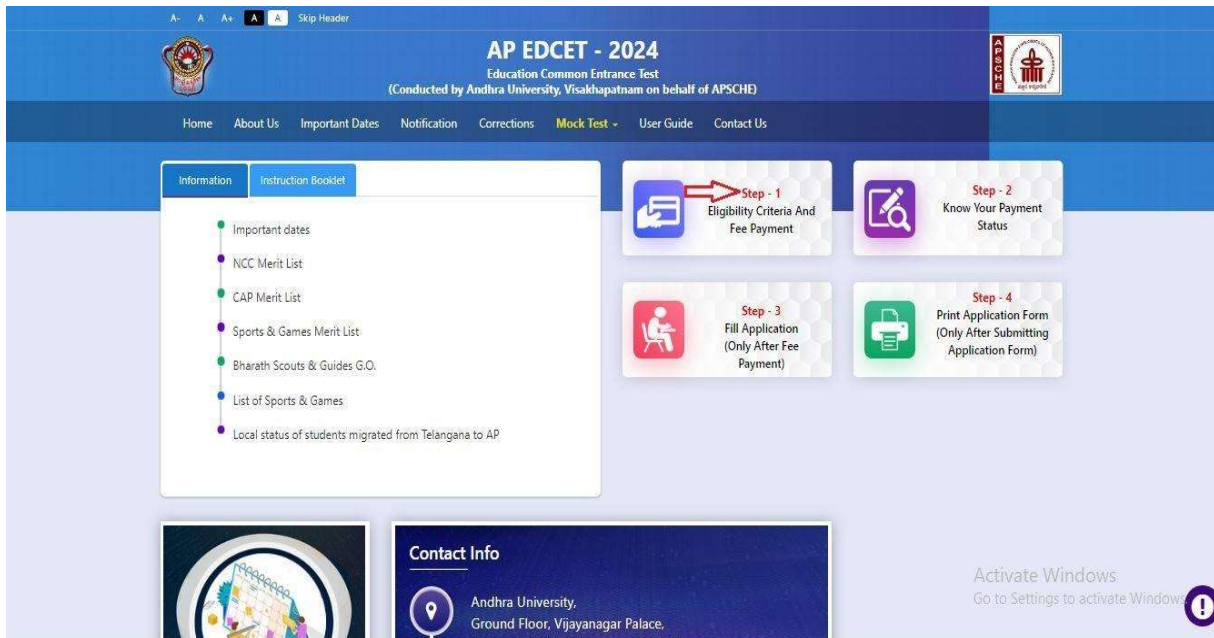 A- A A+ A A Skip Header
AP EDCET - 2024
Education Common Entrance Test
(Conducted by Andhra University, Visakhapatnam on behalf of APSCHE)
APSCHE
Home About Us Important Dates Notification Corrections Mock Test User Guide Contact Us
Information Instruction Booklet
Important dates
NCC Merit List
CAP Merit List
Sports & Games Merit List
Bharath Scouts & Guides G.O.
List of Sports & Games
Local status of students migrated from Telangana to AP
Step - 1
Eligibility Criteria And
Fee Payment
Step - 2
Know Your Payment
Status
Step - 3
Fill Application
(Only After Fee
Payment)
Step - 4
Print Application Form
(Only After Submitting
Application Form)
Contact Info
Andhra University,
Ground Floor, Vijayanagar Palace,
Activate Windows
Go to Settings to activate Windows